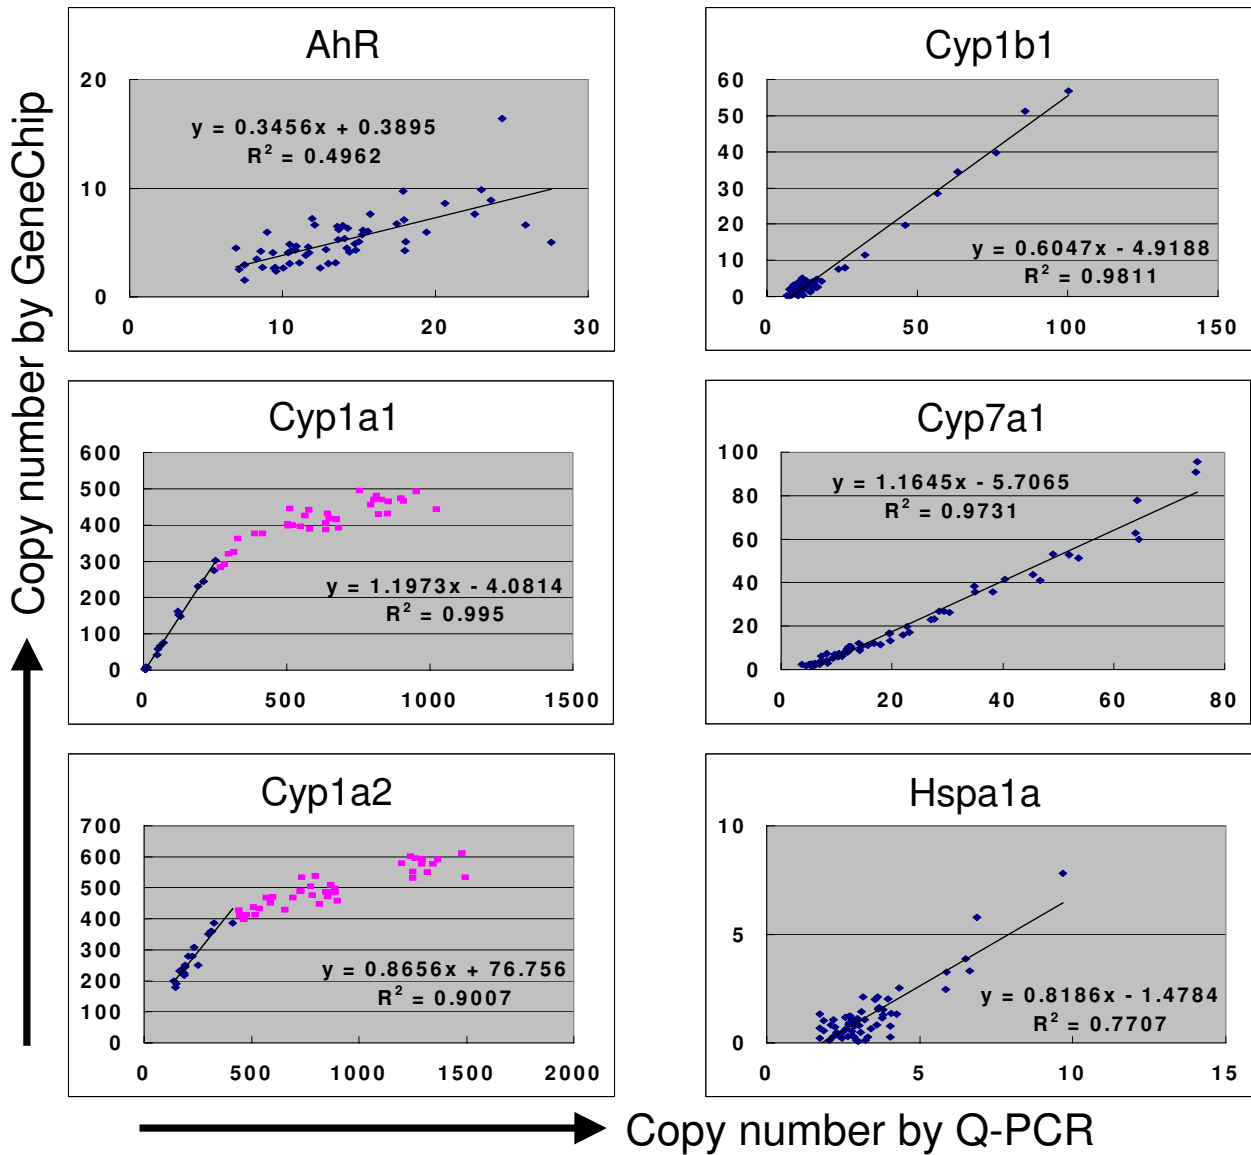 Copy number by GeneChip
AhR
20
10
0
0 10 20 30
y = 0.3456x + 0.3895
R² = 0.4962
Cyp1b1
60
50
40
30
20
10
0
0 50 100 150
y = 0.6047x - 4.9188
R² = 0.9811
Cyp1a1
600
500
400
300
200
100
0
0 500 1000 1500
y = 1.1973x - 4.0814
R² = 0.995
Cyp7a1
100
80
60
40
20
0
0 20 40 60 80
y = 1.1645x - 5.7065
R² = 0.9731
Cyp1a2
700
600
500
400
300
200
100
0
0 500 1000 1500 2000
y = 0.8656x + 76.756
R² = 0.9007
Hspa1a
10
5
0
0 5 10 15
y = 0.8186x - 1.4784
R² = 0.7707
Copy number by Q-PCR